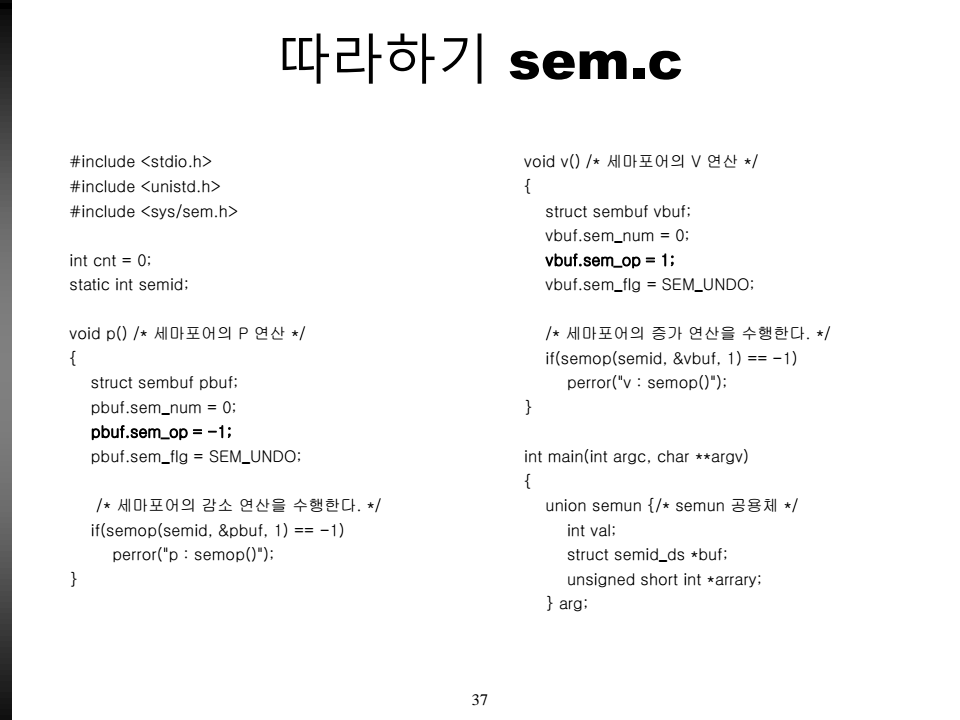 따라하기 sem.c
#include <stdio.h>
#include <unistd.h>
#include <sys/sem.h>
int cnt = 0;
static int semid;
void p() /* 세마포어의 P 연산 */
{
struct sembuf pbuf;
pbuf.sem_num = 0;
pbuf.sem_op = -1;
pbuf.sem_flg = SEM_UNDO;
/* 세마포어의 감소 연산을 수행한다. */
if(semop(semid, &pbuf, 1) == -1)
perror("p : semop()");
}
void v() /* 세마포어의 V 연산 */
{
struct sembuf vbuf;
vbuf.sem_num = 0;
vbuf.sem_op = 1;
vbuf.sem_flg = SEM_UNDO;
/* 세마포어의 증가 연산을 수행한다. */
if(semop(semid, &vbuf, 1) == -1)
perror("v : semop()");
}
int main(int argc, char **argv)
{
union semun {/* semun 공용체 */
int val;
struct semid_ds *buf;
unsigned short int *arrary;
} arg;
37